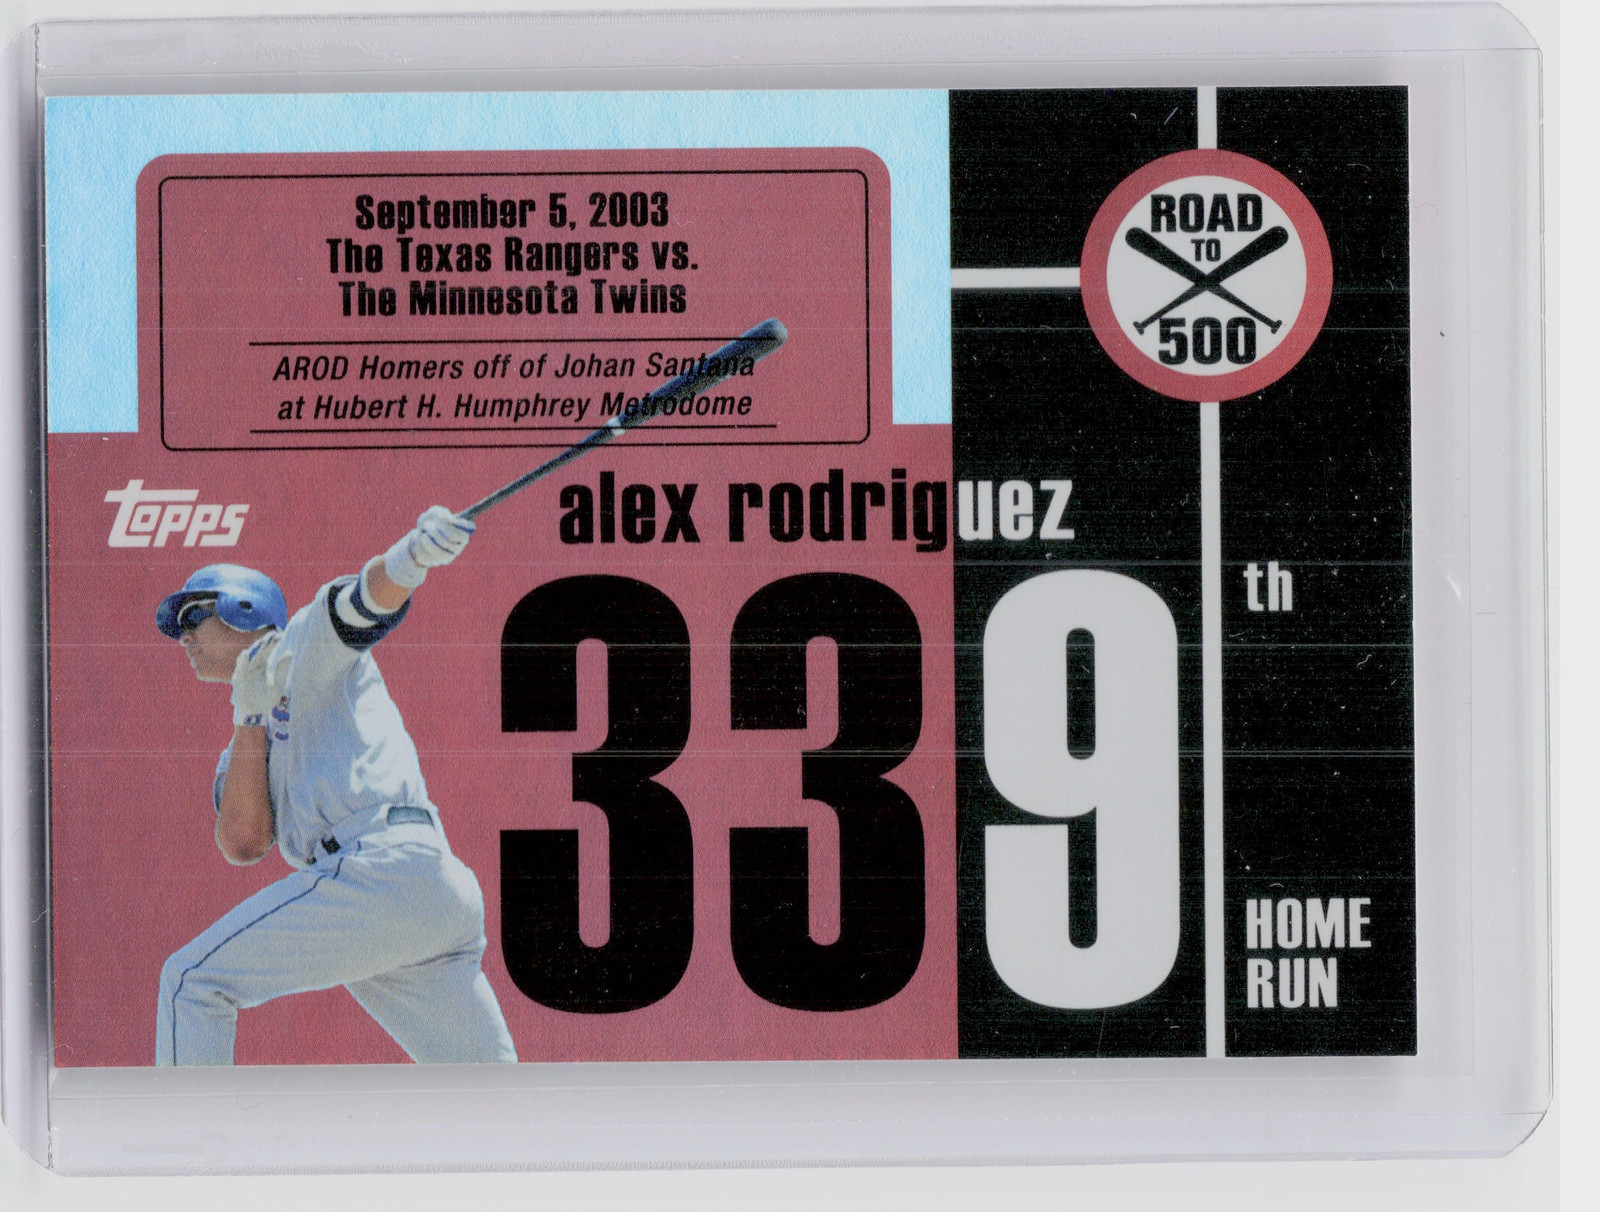 September 5, 2003
The Texas Rangers vs.
The Minnesota Twins
AROD Homers off of Johan Santana
at Hubert H. Humphrey Metrodome
ROAD
TO
500
Topps
alex rodriguez
339
th
HOME
RUN